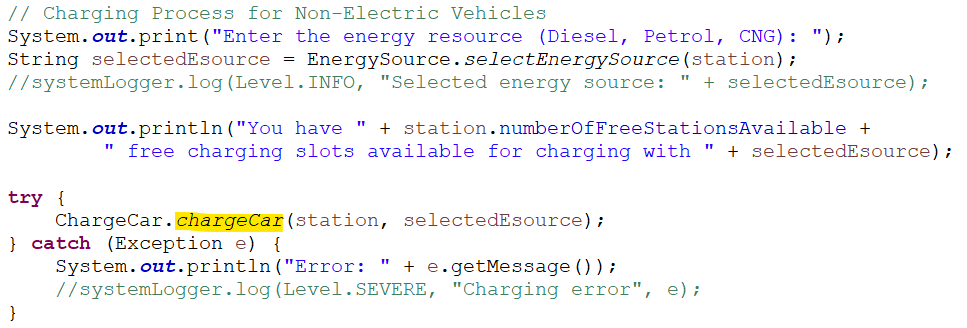 // Charging Process for Non-Electric Vehicles
System.out.print("Enter the energy resource (Diesel, Petrol, CNG): ");
String selectedEsource = EnergySource.selectEnergySource(station);
//systemLogger.log(Level.INFO, "Selected energy source: " + selectedEsource);

System.out.println("You have " + station.numberOfFreeStationsAvailable +
        " free charging slots available for charging with " + selectedEsource);

try {
    ChargeCar.chargeCar(station, selectedEsource);
} catch (Exception e) {
    System.out.println("Error: " + e.getMessage());
    //systemLogger.log(Level.SEVERE, "Charging error", e);
}